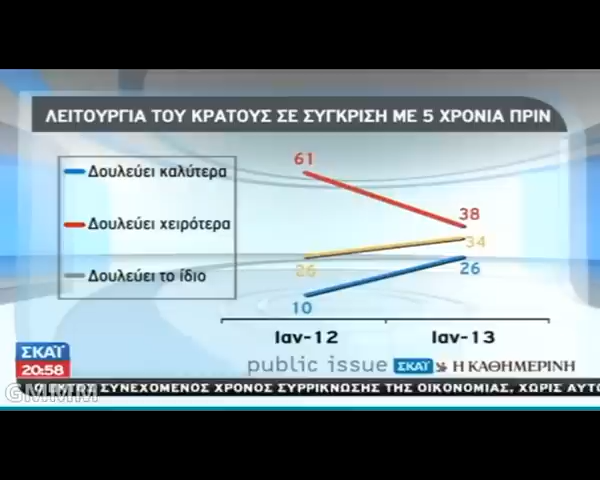 ΛΕΙΤΟΥΡΓΙΑ ΤΟΥ ΚΡΑΤΟΥΣ ΣΕ ΣΥΓΚΡΙΣΗ ΜΕ 5 ΧΡΟΝΙΑ ΠΡΙΝ
Δουλεύει καλύτερα
Δουλεύει χειρότερα
Δουλεύει το ίδιο
61
38
34
26
26
10
Ιαν-12 Ιαν-13
public issue ΣΚΑΪ Η ΚΑΘΗΜΕΡΙΝΗ
ΣΚΑΪ
20:58
ΣΥΝΕΧΟΜΕΝΟΣ ΧΡΟΝΟΣ ΣΥΡΡΙΚΝΩΣΗΣ ΤΗΣ ΟΙΚΟΝΟΜΙΑΣ, ΧΩΡΙΣ ΑΥΤΟ
GMMM